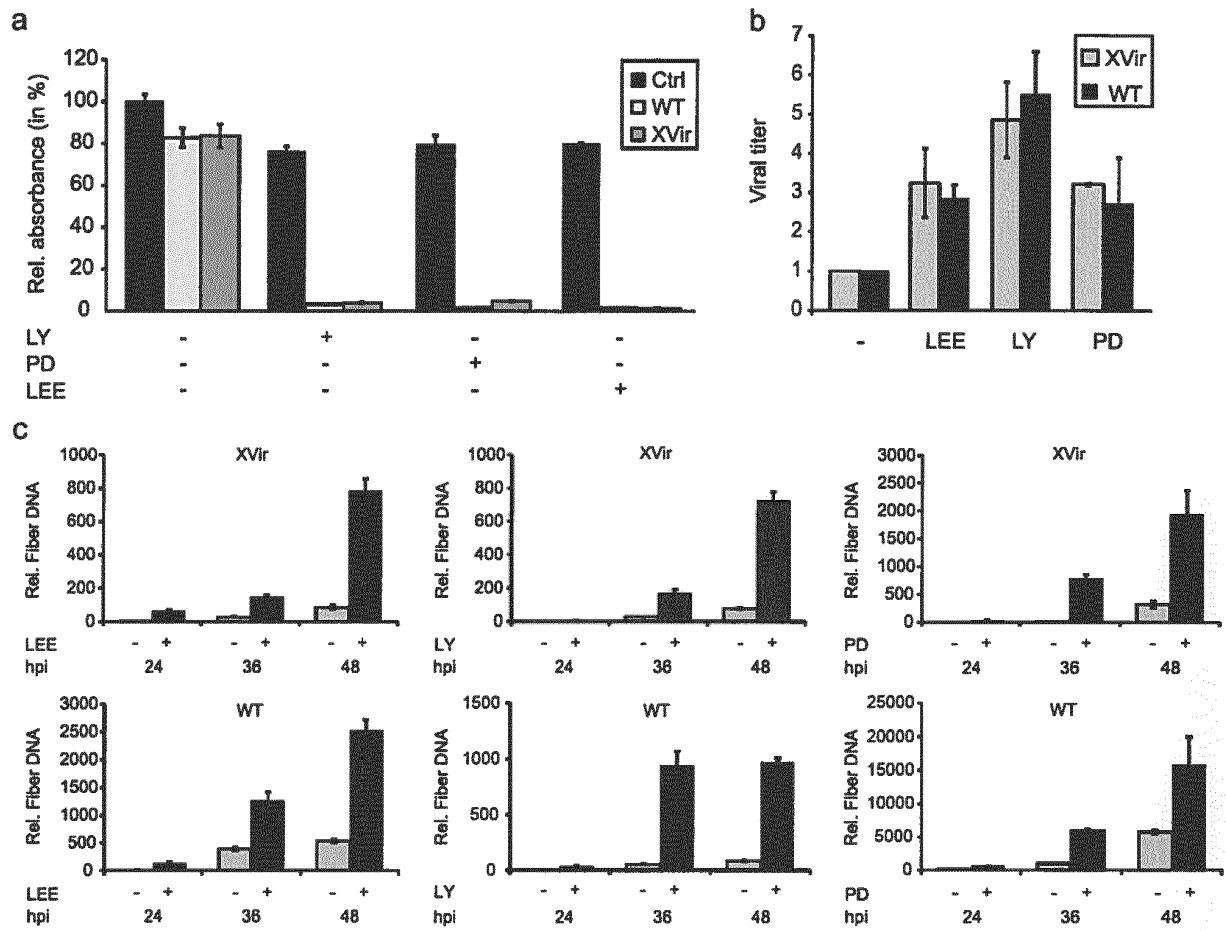 a
Rel. absorbance (in %)
120
100
80
60
40
20
0
Ctrl
WT
XVir
LY - + - -
PD - - + -
LEE - - - +
b
Viral titer
7
6
5
4
3
2
1
0
XVir
WT
- LEE LY PD
c
XVir
Rel. Fiber DNA
1000
800
600
400
200
0
LEE - + - + - +
hpi 24 36 48
XVir
Rel. Fiber DNA
1000
800
600
400
200
0
LY - + - + - +
hpi 24 36 48
XVir
Rel. Fiber DNA
3000
2500
2000
1500
1000
500
0
PD - + - + - +
hpi 24 36 48
WT
Rel. Fiber DNA
3000
2500
2000
1500
1000
500
0
LEE - + - + - +
hpi 24 36 48
WT
Rel. Fiber DNA
1500
1000
500
0
LY - + - + - +
hpi 24 36 48
WT
Rel. Fiber DNA
25000
20000
15000
10000
5000
0
PD - + - + - +
hpi 24 36 48